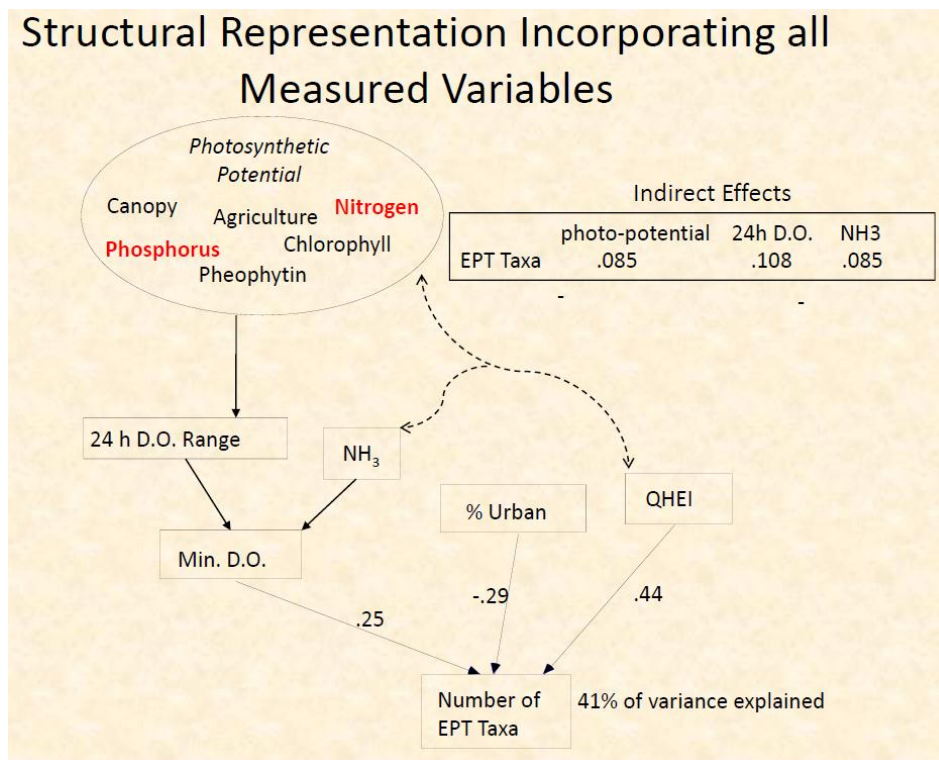 Structural Representation Incorporating all
Measured Variables
Photosynthetic
Potential
Canopy
Agriculture
Nitrogen
Phosphorus
Chlorophyll
Pheophytin
Indirect Effects
photo-potential 24h D.O. NH3
EPT Taxa .085 .108 .085
- -
24 h D.O. Range
NH₃
% Urban
QHEI
Min. D.O.
.25
-.29
.44
Number of
EPT Taxa
41% of variance explained